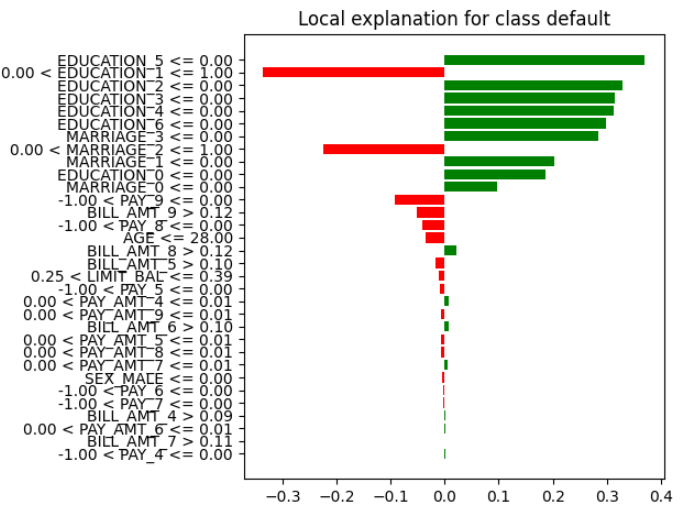 Local explanation for class default
EDUCATION_5 <= 0.00
0.00 < EDUCATION_1 <= 1.00
EDUCATION_2 <= 0.00
EDUCATION_3 <= 0.00
EDUCATION_4 <= 0.00
EDUCATION_6 <= 0.00
MARRIAGE_3 <= 0.00
0.00 < MARRIAGE_2 <= 1.00
MARRIAGE_1 <= 0.00
EDUCATION_0 <= 0.00
MARRIAGE_0 <= 0.00
-1.00 < PAY_9 <= 0.00
BILL_AMT_9 > 0.12
-1.00 < PAY_8 <= 0.00
AGE <= 28.00
BILL_AMT_8 > 0.12
BILL_AMT_5 > 0.10
0.25 < LIMIT_BAL <= 0.39
-1.00 < PAY_5 <= 0.00
0.00 < PAY_AMT_4 <= 0.01
0.00 < PAY_AMT_9 <= 0.01
BILL_AMT_6 > 0.10
0.00 < PAY_AMT_5 <= 0.01
0.00 < PAY_AMT_8 <= 0.01
0.00 < PAY_AMT_7 <= 0.01
SEX_MALE <= 0.00
-1.00 < PAY_6 <= 0.00
-1.00 < PAY_7 <= 0.00
BILL_AMT_4 > 0.09
0.00 < PAY_AMT_6 <= 0.01
BILL_AMT_7 > 0.11
-1.00 < PAY_4 <= 0.00
−0.3 −0.2 −0.1 0.0 0.1 0.2 0.3 0.4